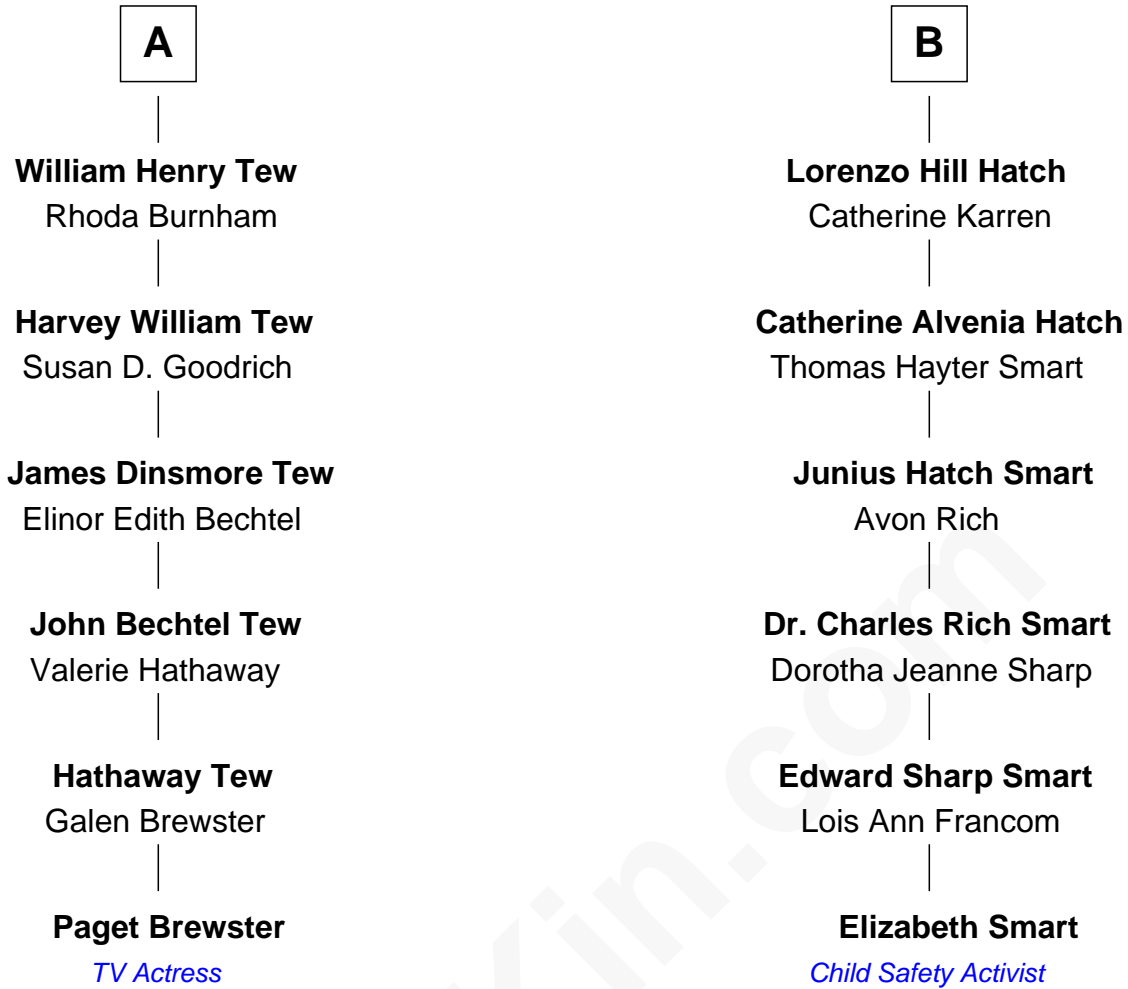 A
William Henry Tew
Rhoda Burnham
Harvey William Tew
Susan D. Goodrich
James Dinsmore Tew
Elinor Edith Bechtel
John Bechtel Tew
Valerie Hathaway
Hathaway Tew
Galen Brewster
Paget Brewster
TV Actress
B
Lorenzo Hill Hatch
Catherine Karren
Catherine Alvenia Hatch
Thomas Hayter Smart
Junius Hatch Smart
Avon Rich
Dr. Charles Rich Smart
Dorotha Jeanne Sharp
Edward Sharp Smart
Lois Ann Francom
Elizabeth Smart
Child Safety Activist
Kin.com